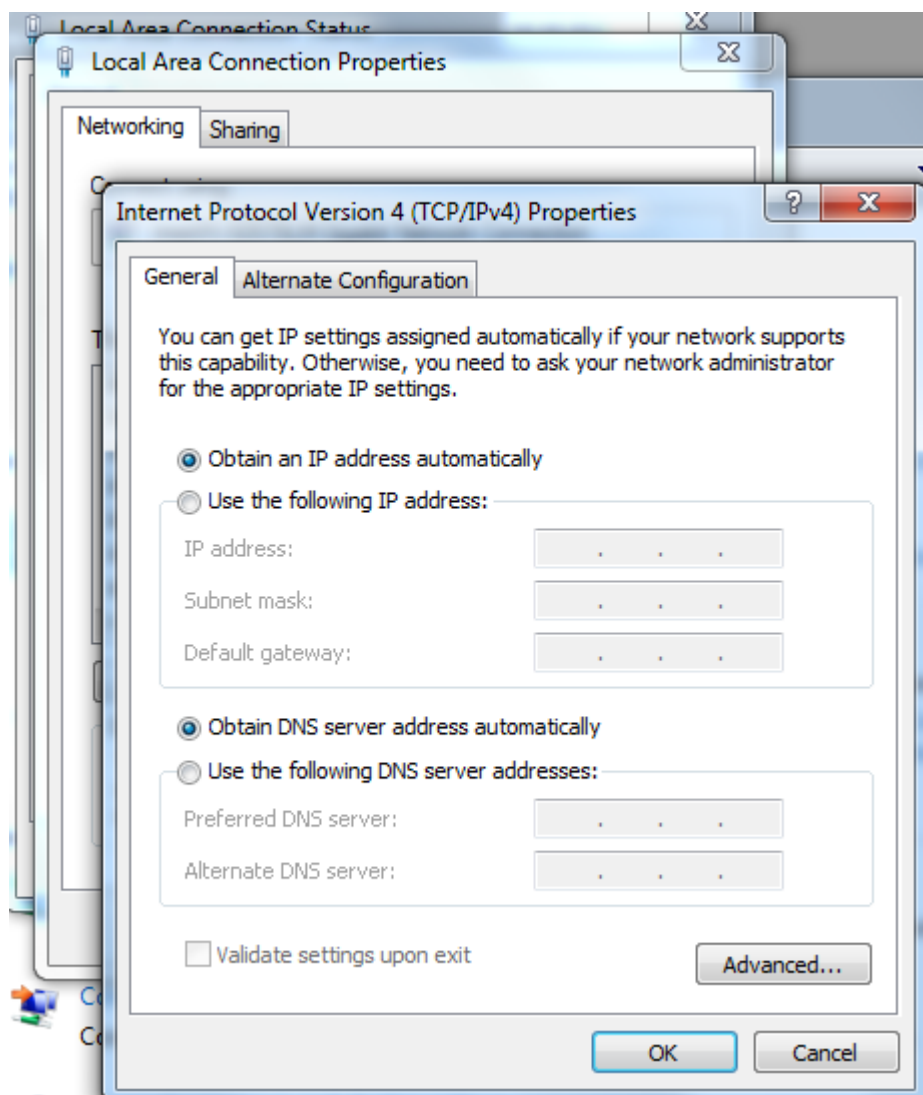 Local Area Connection Status
Local Area Connection Properties
Networking
Sharing
Internet Protocol Version 4 (TCP/IPv4) Properties
General
Alternate Configuration
You can get IP settings assigned automatically if your network supports
this capability. Otherwise, you need to ask your network administrator
for the appropriate IP settings.
Obtain an IP address automatically
Use the following IP address:
IP address:
Subnet mask:
Default gateway:
Obtain DNS server address automatically
Use the following DNS server addresses:
Preferred DNS server:
Alternate DNS server:
Validate settings upon exit
Advanced...
OK
Cancel